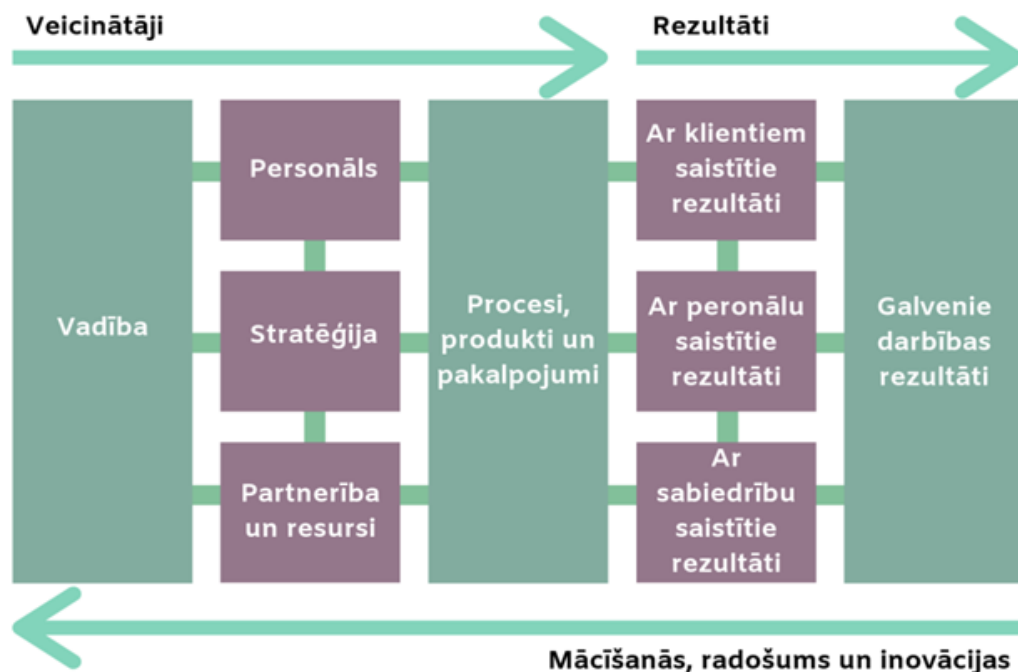 Veicinātāji
Rezultāti
Vadība
Personāls
Stratēģija
Partnerība
un resursi
Procesi,
produkti un
pakalpojumi
Ar klientiem
saistītie
rezultāti
Ar peronālu
saistītie
rezultāti
Ar
sabiedrību
saistītie
rezultāti
Galvenie
darbības
rezultāti
Mācīšanās, radošums un inovācijas